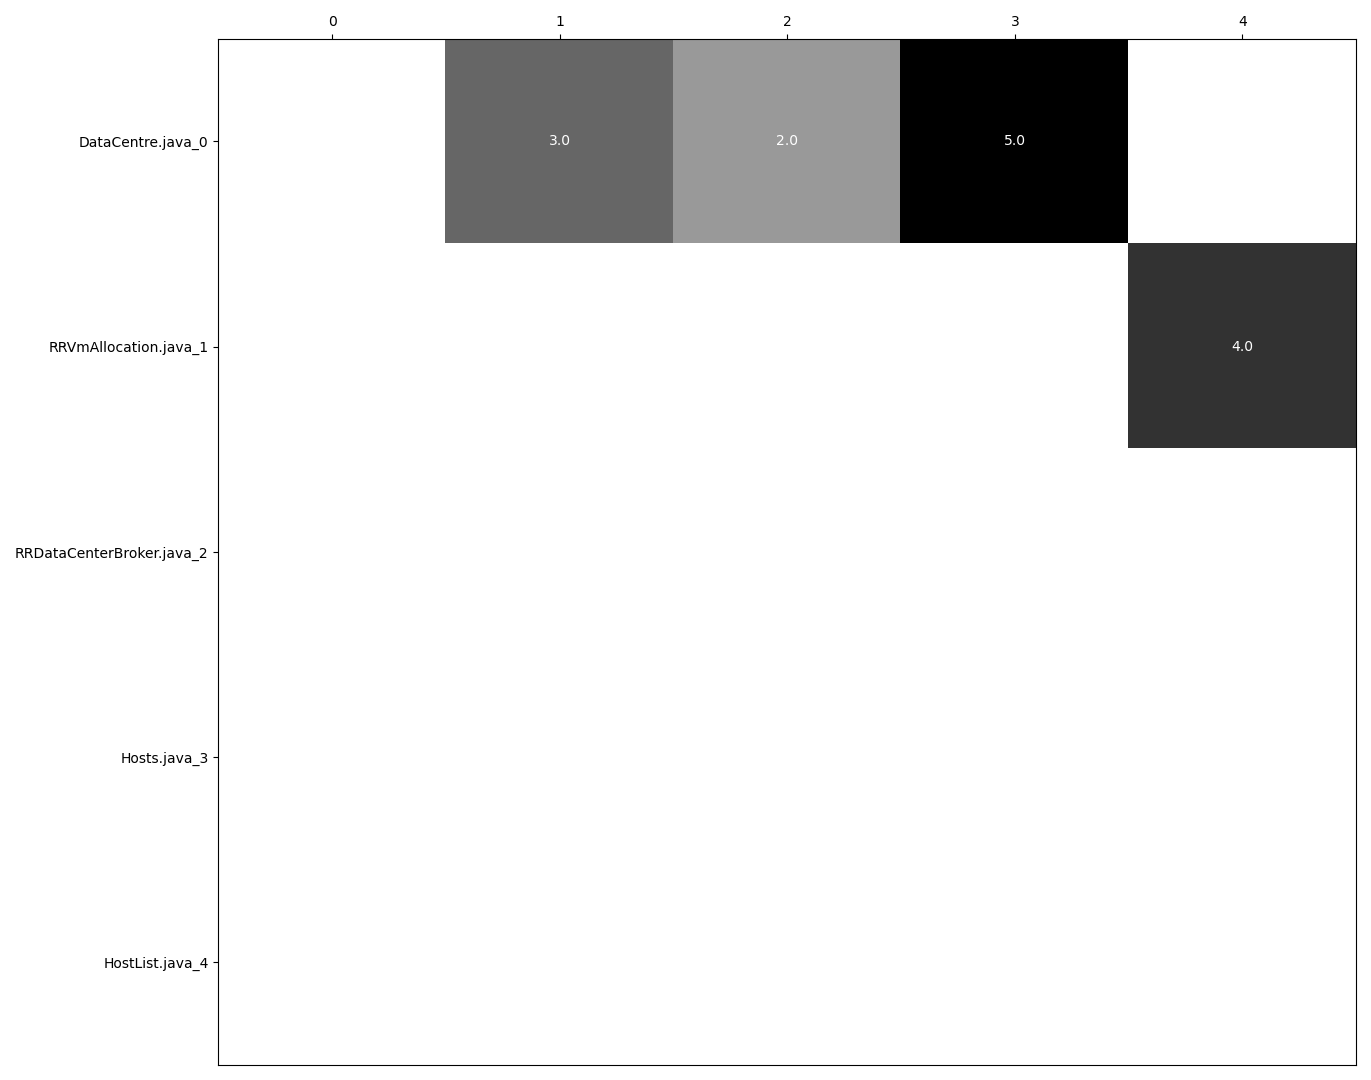 0 1 2 3 4
DataCentre.java_0 3.0 2.0 5.0
RRVmAllocation.java_1 4.0
RRDataCenterBroker.java_2
Hosts.java_3
HostList.java_4